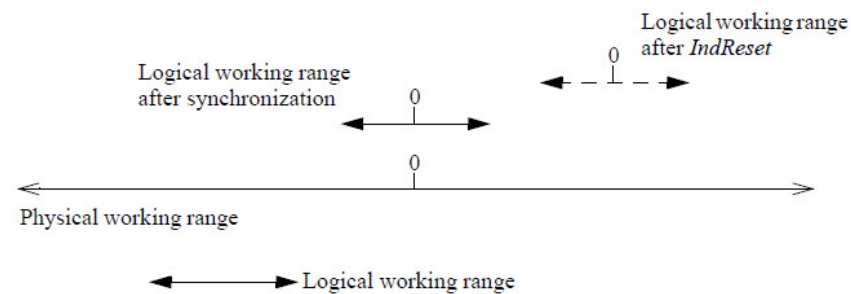 Logical working range
after IndReset
0
Logical working range
after synchronization
0
0
Physical working range
Logical working range